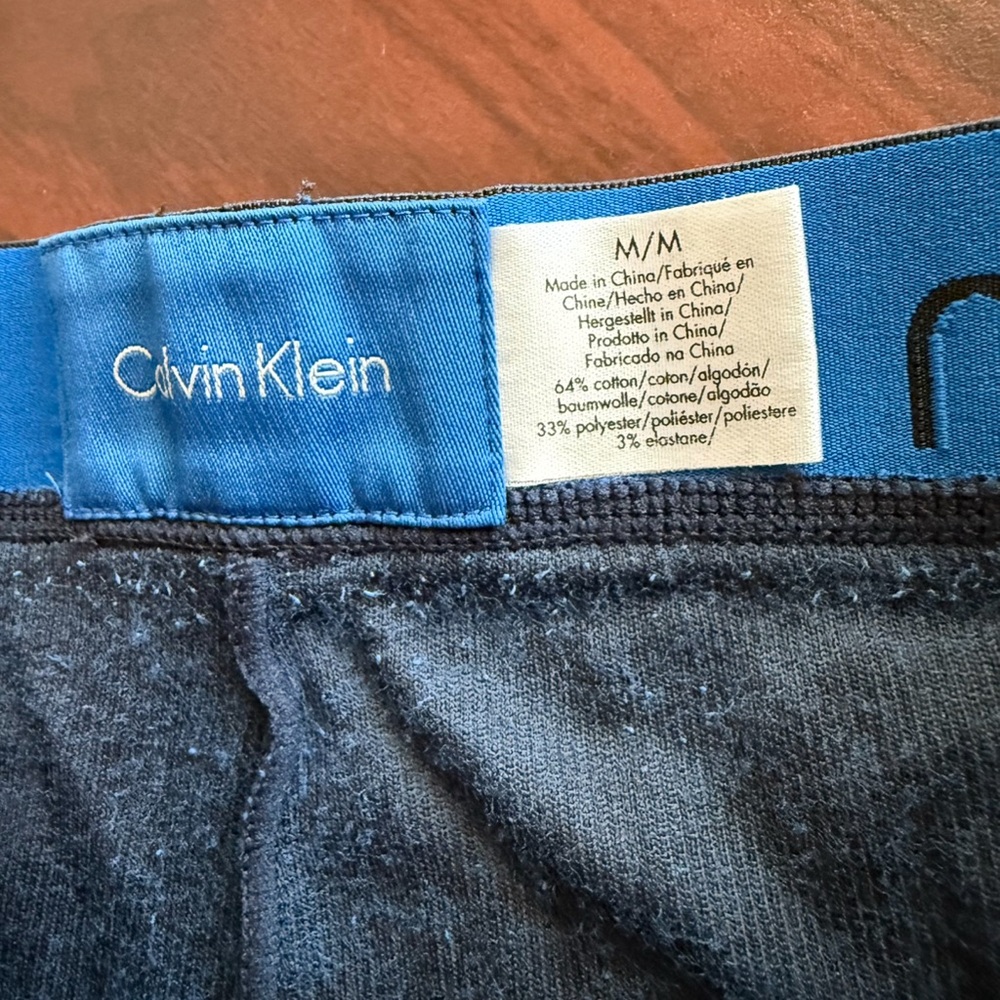 Calvin Klein
M/M
Made in China/Fabriqué en
Chine/Hecho en China/
Hergestellt in China/
Prodotto in China/
Fabricado na China
64% cotton/coton/algodón/
baumwolle/cotone/algodão
33% polyester/poliéster/poliestere
3% elastane/